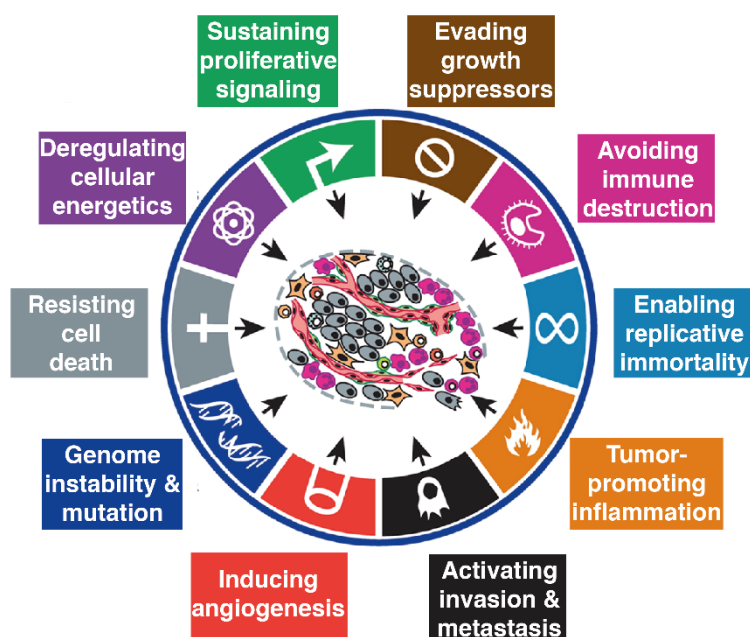 Sustaining
proliferative
signaling
Evading
growth
suppressors
Deregulating
cellular
energetics
Avoiding
immune
destruction
Resisting
cell
death
Enabling
replicative
immortality
Genome
instability &
mutation
Tumor-
promoting
inflammation
Inducing
angiogenesis
Activating
invasion &
metastasis